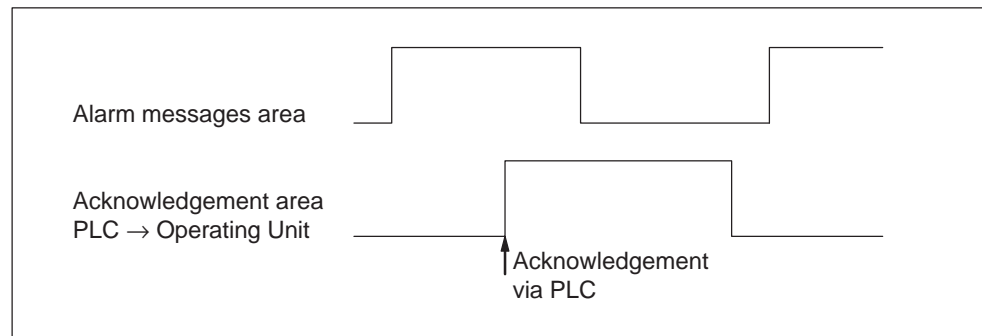 Alarm messages area
Acknowledgement area
PLC → Operating Unit
Acknowledgement
via PLC